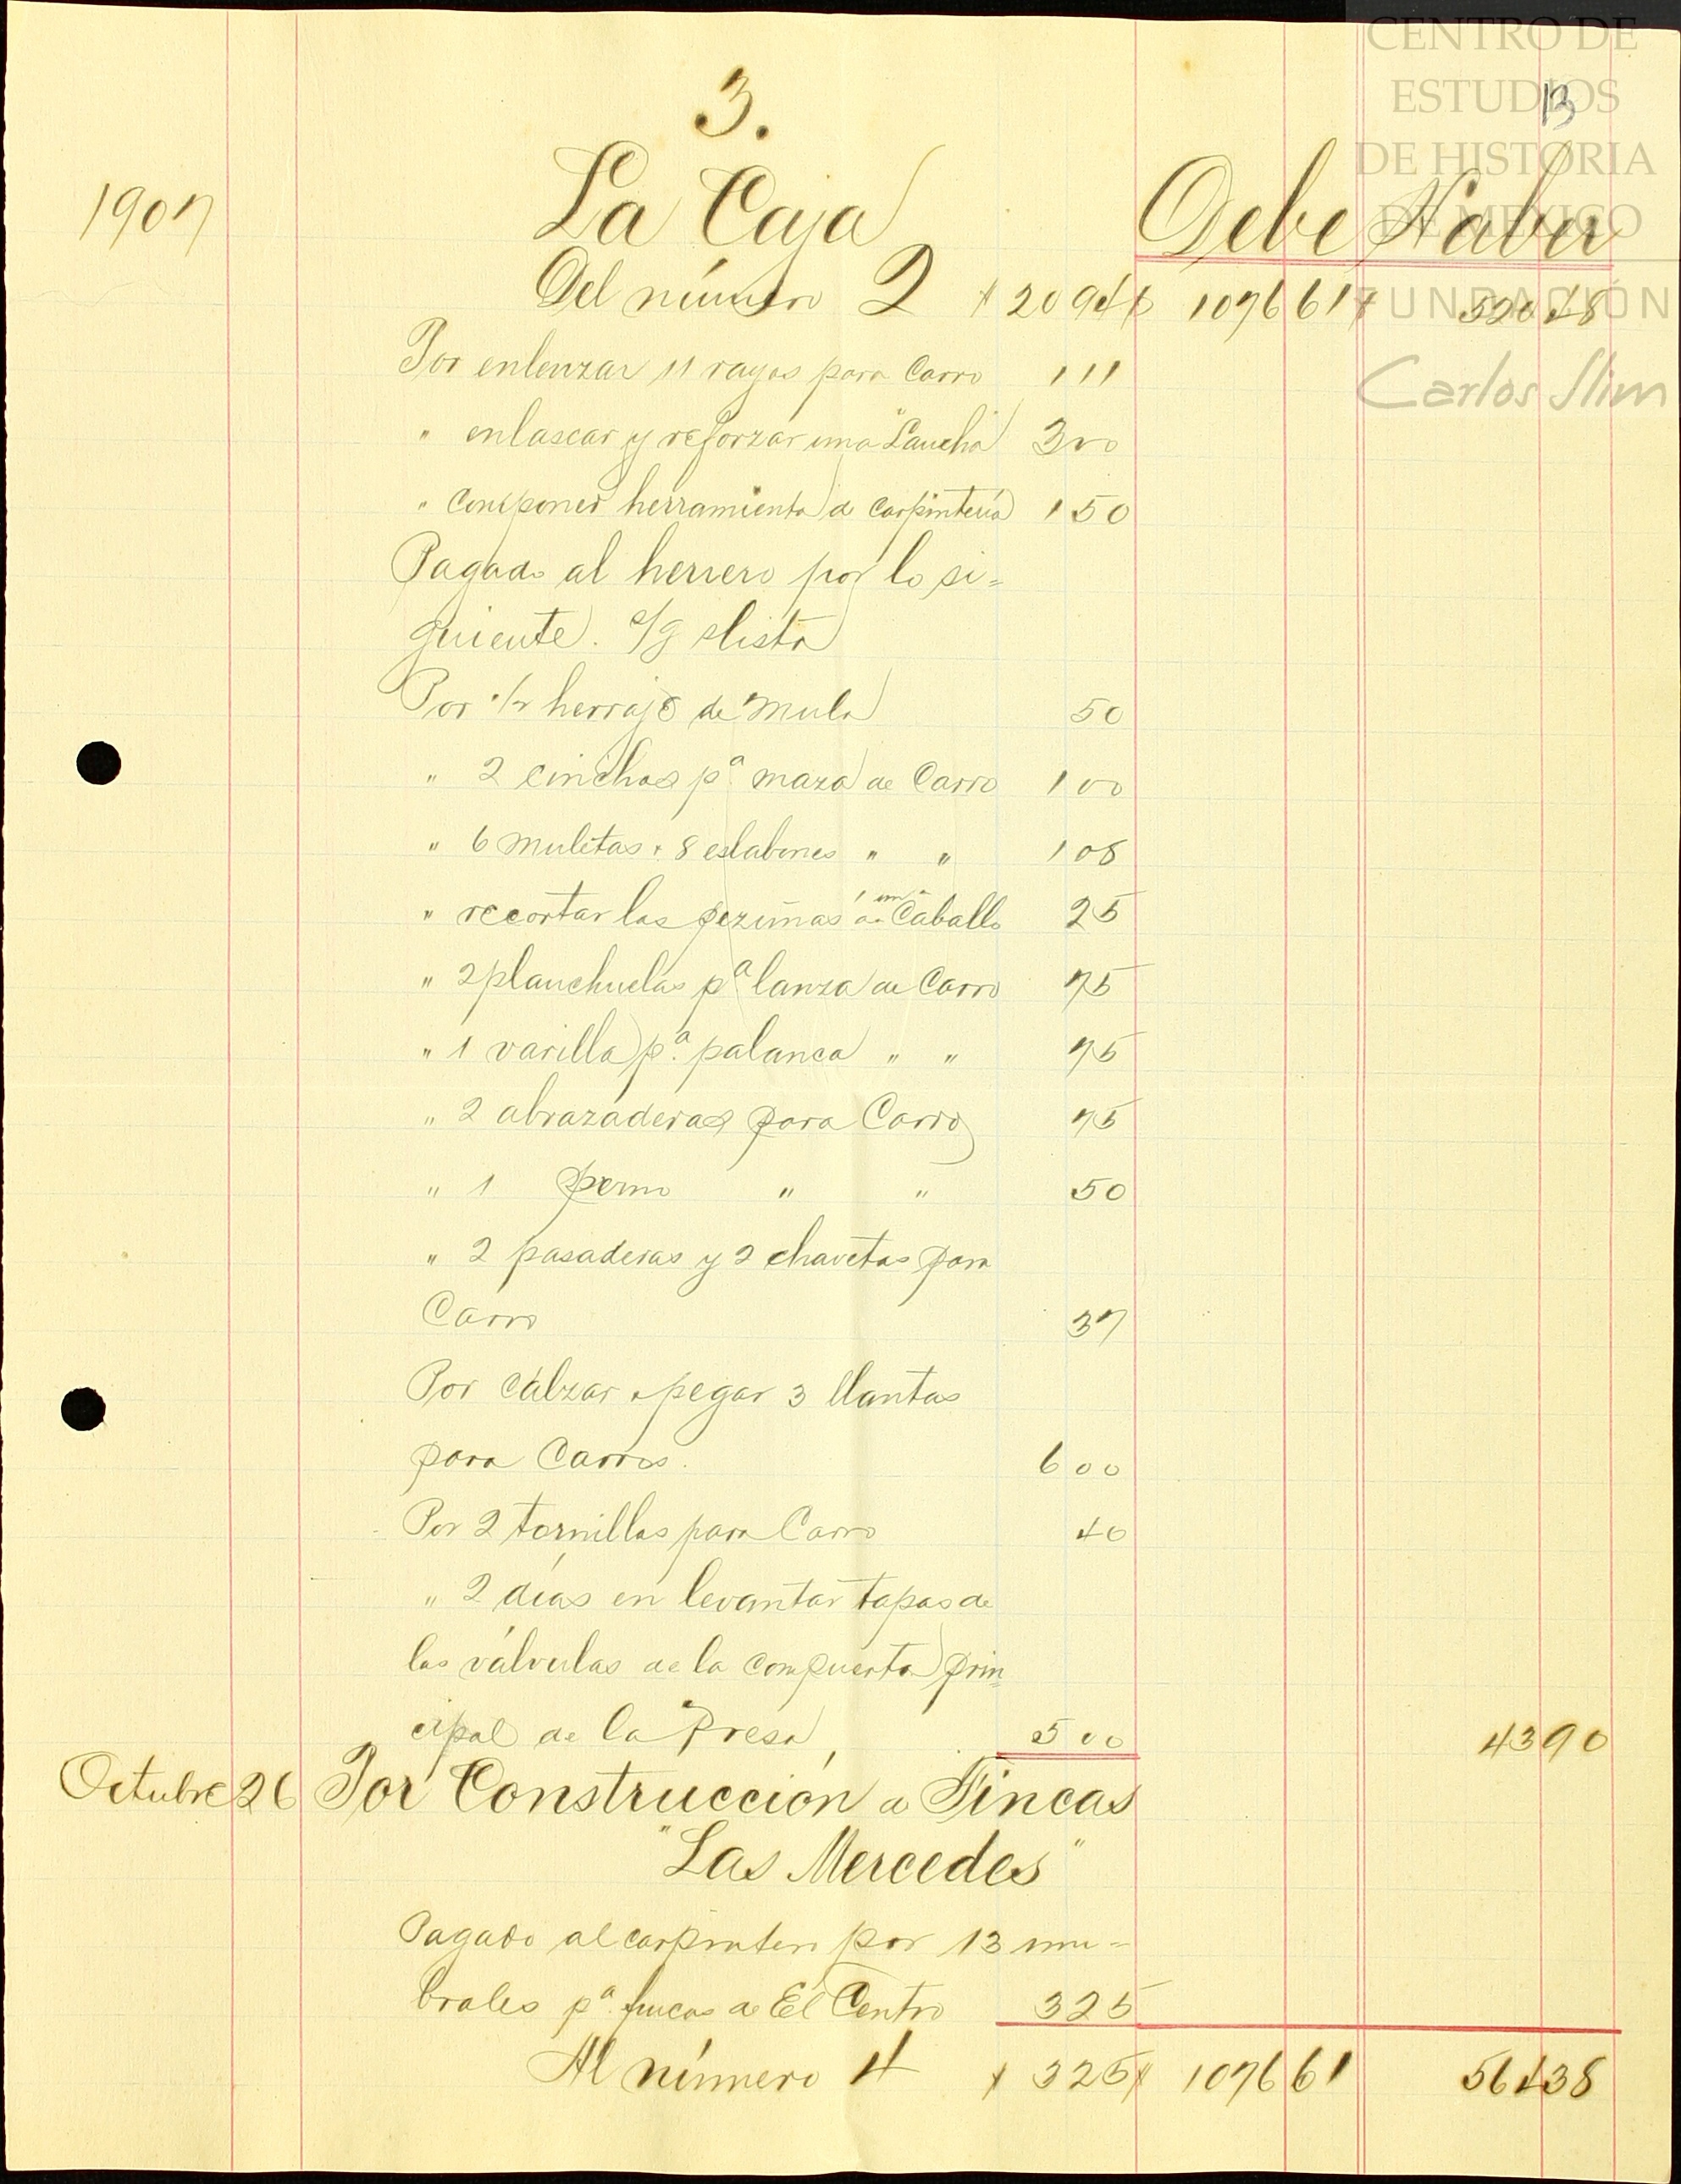 CENTRO DE
ESTUDIOS
DE HISTORIA
DE MEXICO
FUNDACIÓN
Carlos Slim
13
3.
1907 La Caja Debe Haber
Del número 2 $ 2094 $ 107661 $ 52048
Por enlenzar 11 rayos para Carro 111
" enlascar y reforzar una "Lancha" 300
" componer herramienta de carpintería 150
Pagado al herrero por lo si=
guiente. S/g lista
Por 1/2 herraje de mula 50
" 2 cinchos pª maza de Carro 100
" 6 muletas y 8 eslabones " " 108
" recortar las pezuñas á un Caballo 25
" 2 planchuelas pª lanza de Carro 75
" 1 varilla pª palanca " " 75
" 2 abrazaderas para Carro 75
" 1 perno " " 50
" 2 pasaderas y 2 chavetas para
Carro 37
Por calzar y pegar 3 llantas
para Carros. 600
Por 2 tornillos para Carro 40
" 2 días en levantar tapas de
las válvulas de la compuerta prin=
cipal de la Presa 500 4390
Octubre 26 Por Construcción de Fincas
"Las Mercedes"
Pagado al carpintero por 13 um=
brales pª fincas de El Centro 325
Al número 4 $ 325 $ 107661 56438